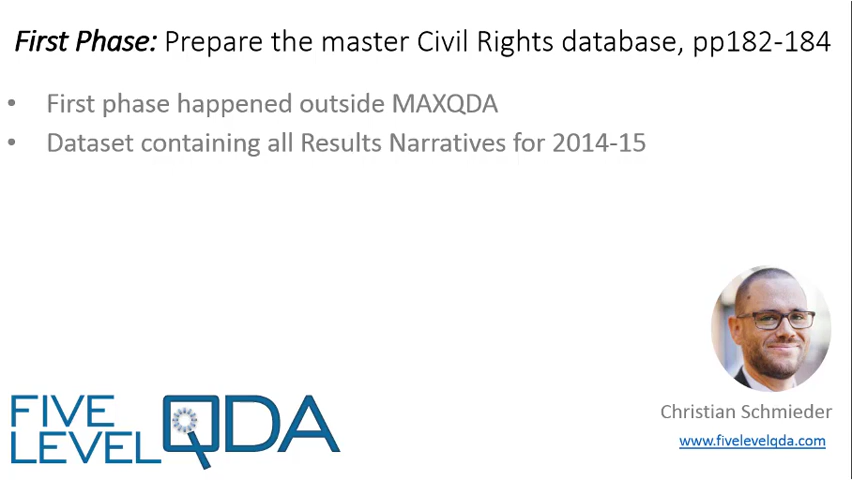 First Phase: Prepare the master Civil Rights database, pp182-184
• First phase happened outside MAXQDA
• Dataset containing all Results Narratives for 2014-15
FIVE
LEVEL QDA
Christian Schmieder
www.fivelevelqda.com